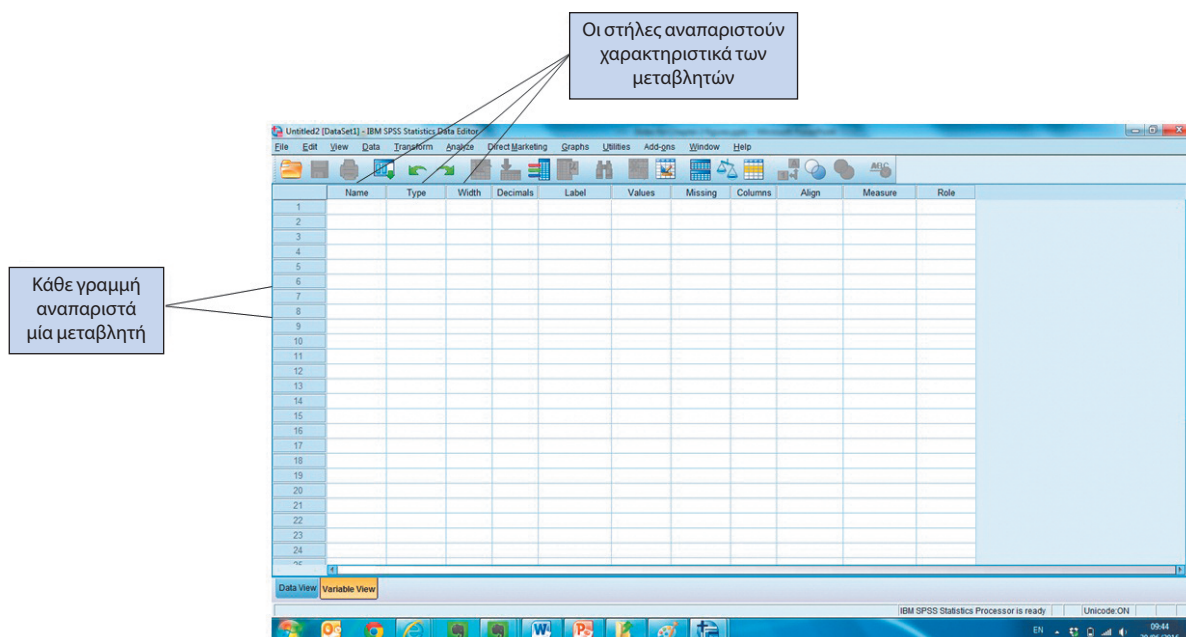 Οι στήλες αναπαριστούν
χαρακτηριστικά των
μεταβλητών
Untitled2 [DataSet1] - IBM SPSS Statistics Data Editor
File Edit View Data Transform Analyze Direct Marketing Graphs Utilities Add-ons Window Help
Name Type Width Decimals Label Values Missing Columns Align Measure Role
1
2
3
4
5
6
7
8
9
10
11
12
13
14
15
16
17
18
19
20
21
22
23
24
25
Κάθε γραμμή
αναπαριστά
μία μεταβλητή
Data View Variable View
IBM SPSS Statistics Processor is ready Unicode:ON
EN 09:44